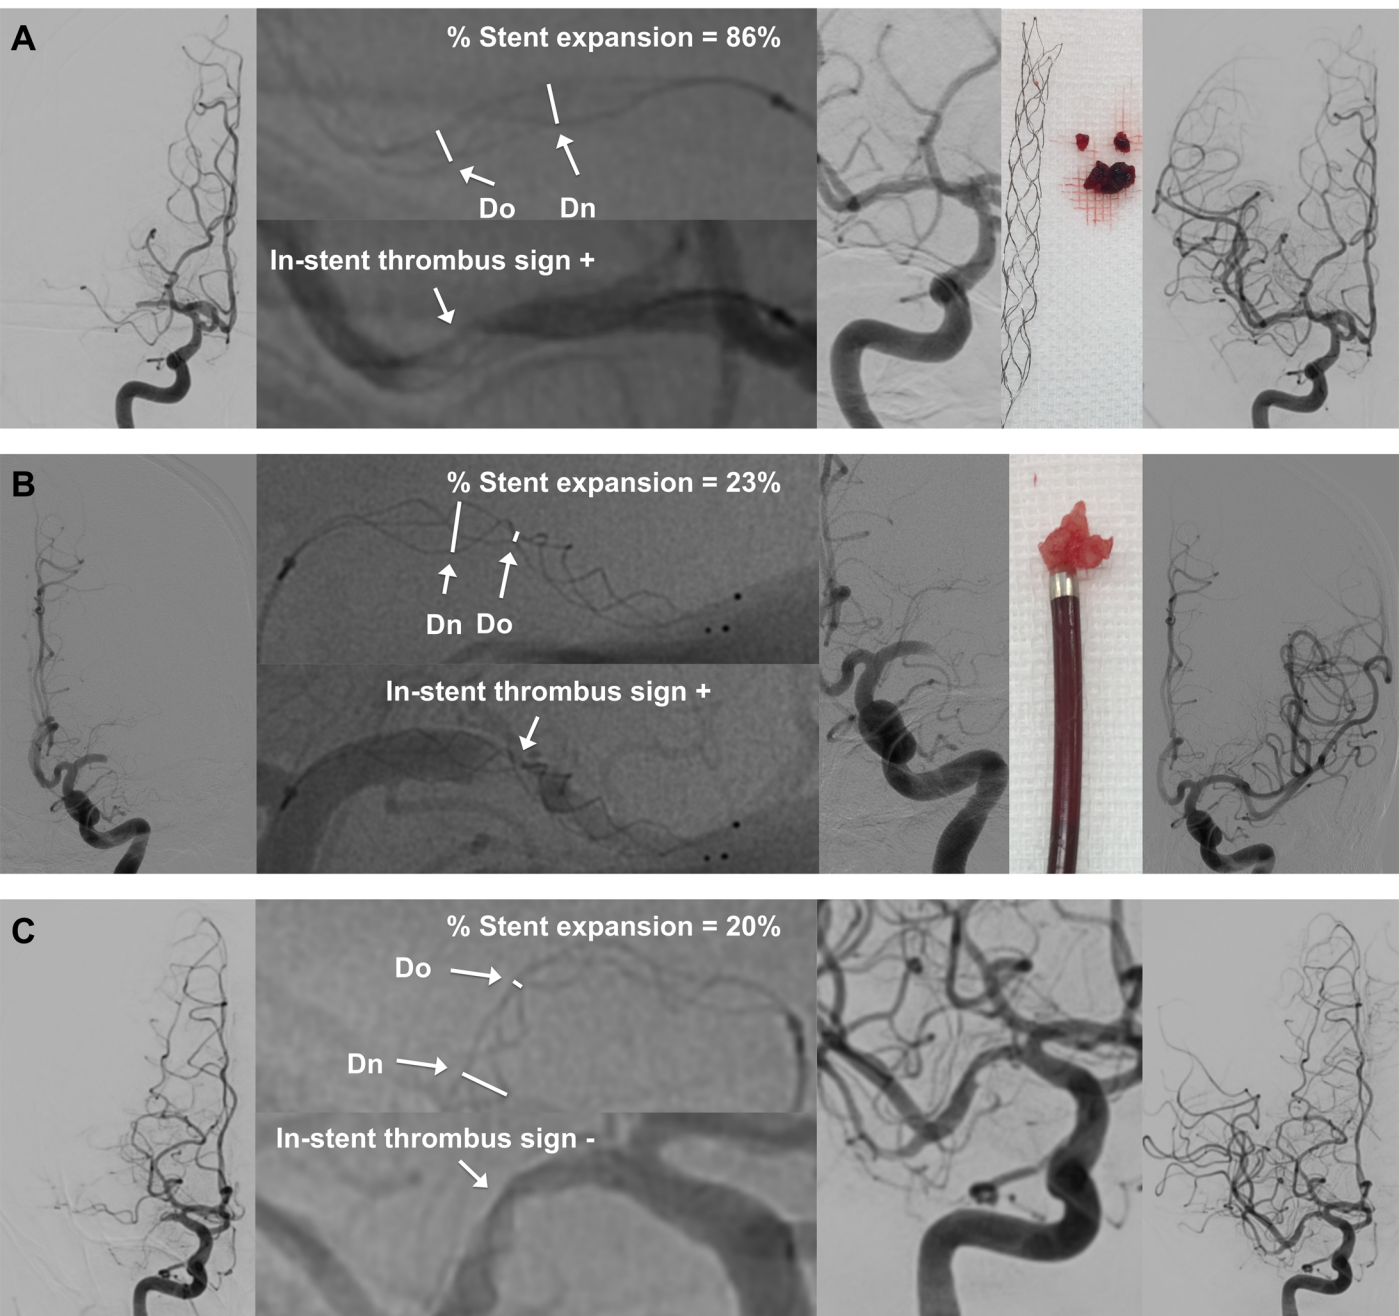 A
% Stent expansion = 86%
Do Dn
In-stent thrombus sign +
B
% Stent expansion = 23%
Dn Do
In-stent thrombus sign +
C
% Stent expansion = 20%
Do
Dn
In-stent thrombus sign -